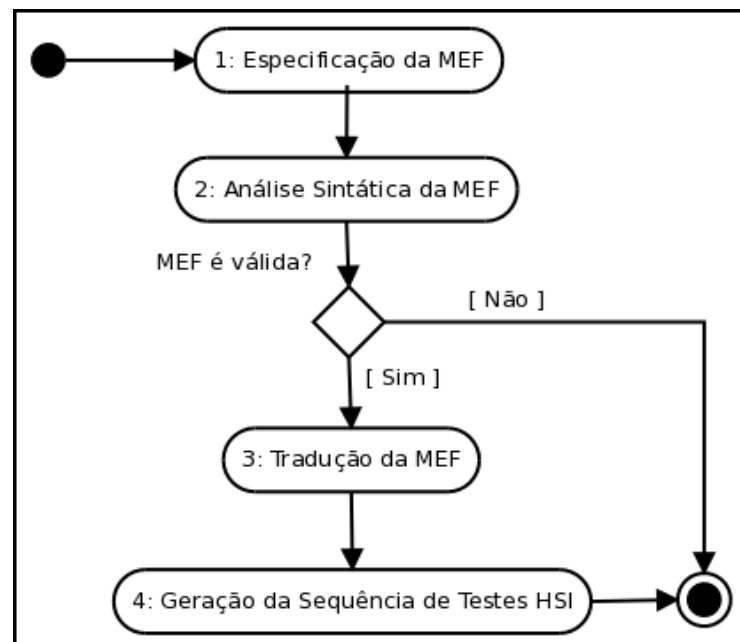 1: Especificação da MEF
2: Análise Sintática da MEF
MEF é válida?
[ Não ]
[ Sim ]
3: Tradução da MEF
4: Geração da Sequência de Testes HSI